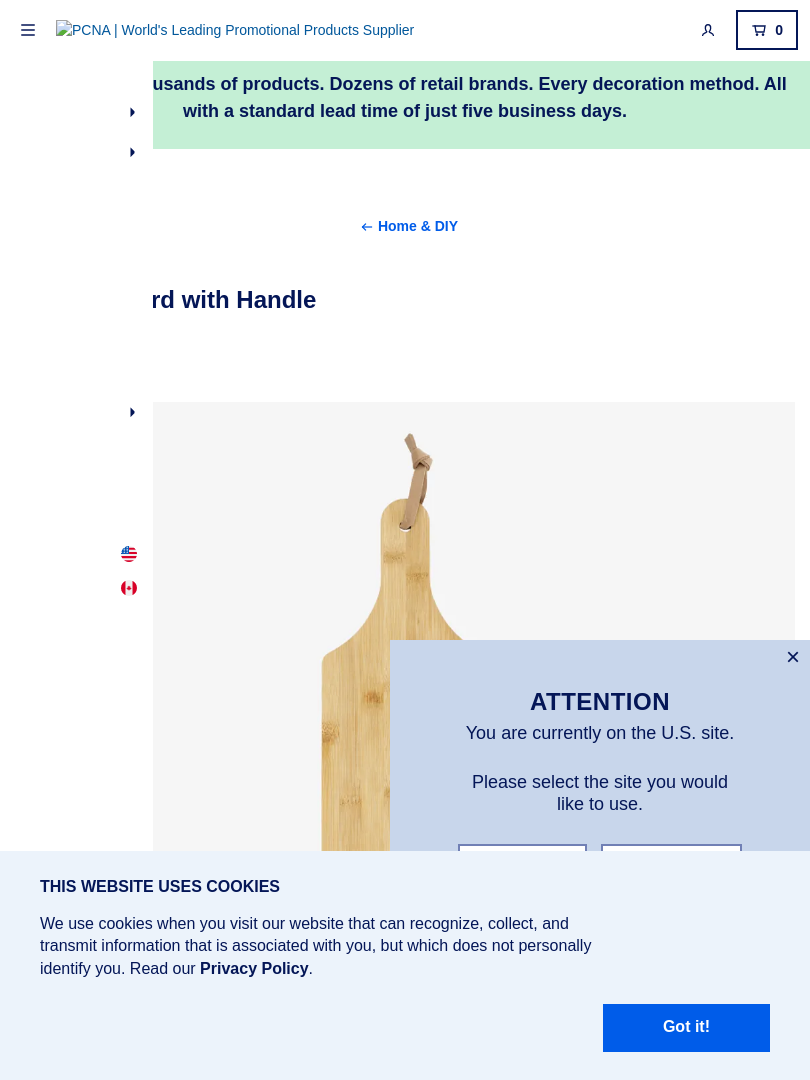 PCNA | World's Leading Promotional Products Supplier
0
of products. Dozens of retail brands. Every decoration method. All
with a standard lead time of just five business days.
← Home & DIY
with Handle
×
ATTENTION
You are currently on the U.S. site.
Please select the site you would
like to use.
THIS WEBSITE USES COOKIES
We use cookies when you visit our website that can recognize, collect, and
transmit information that is associated with you, but which does not personally
identify you. Read our Privacy Policy.
Got it!